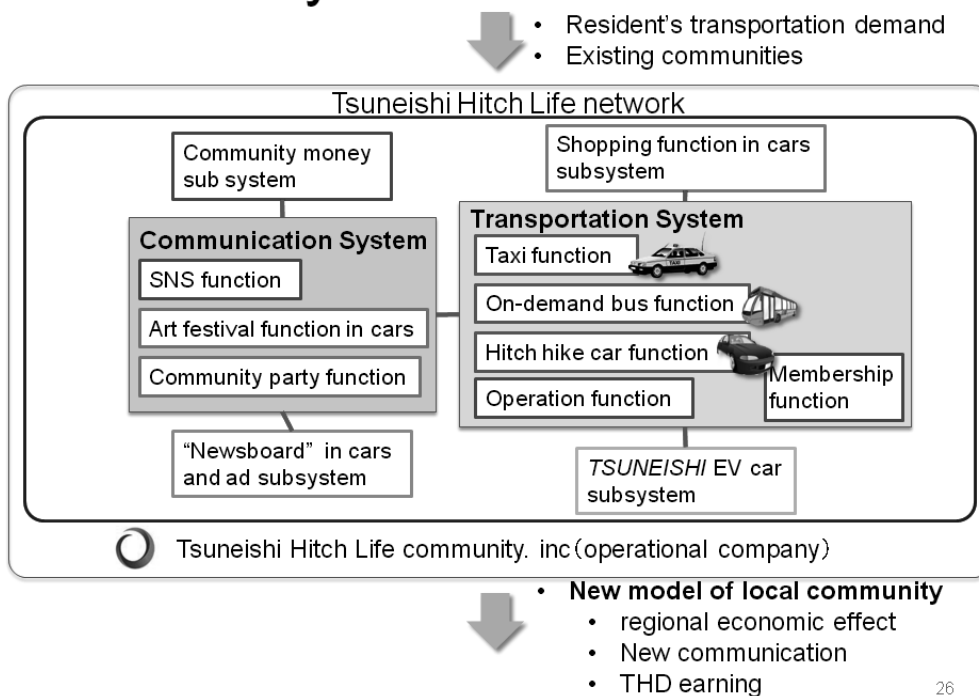 • Resident's transportation demand
• Existing communities
Tsuneishi Hitch Life network
Community money
sub system
Shopping function in cars
subsystem
Communication System
SNS function
Art festival function in cars
Community party function
Transportation System
Taxi function
TAXI
On-demand bus function
Hitch hike car function
Membership
function
Operation function
“Newsboard” in cars
and ad subsystem
TSUNEISHI EV car
subsystem
Tsuneishi Hitch Life community. inc(operational company)
• New model of local community
• regional economic effect
• New communication
• THD earning
26